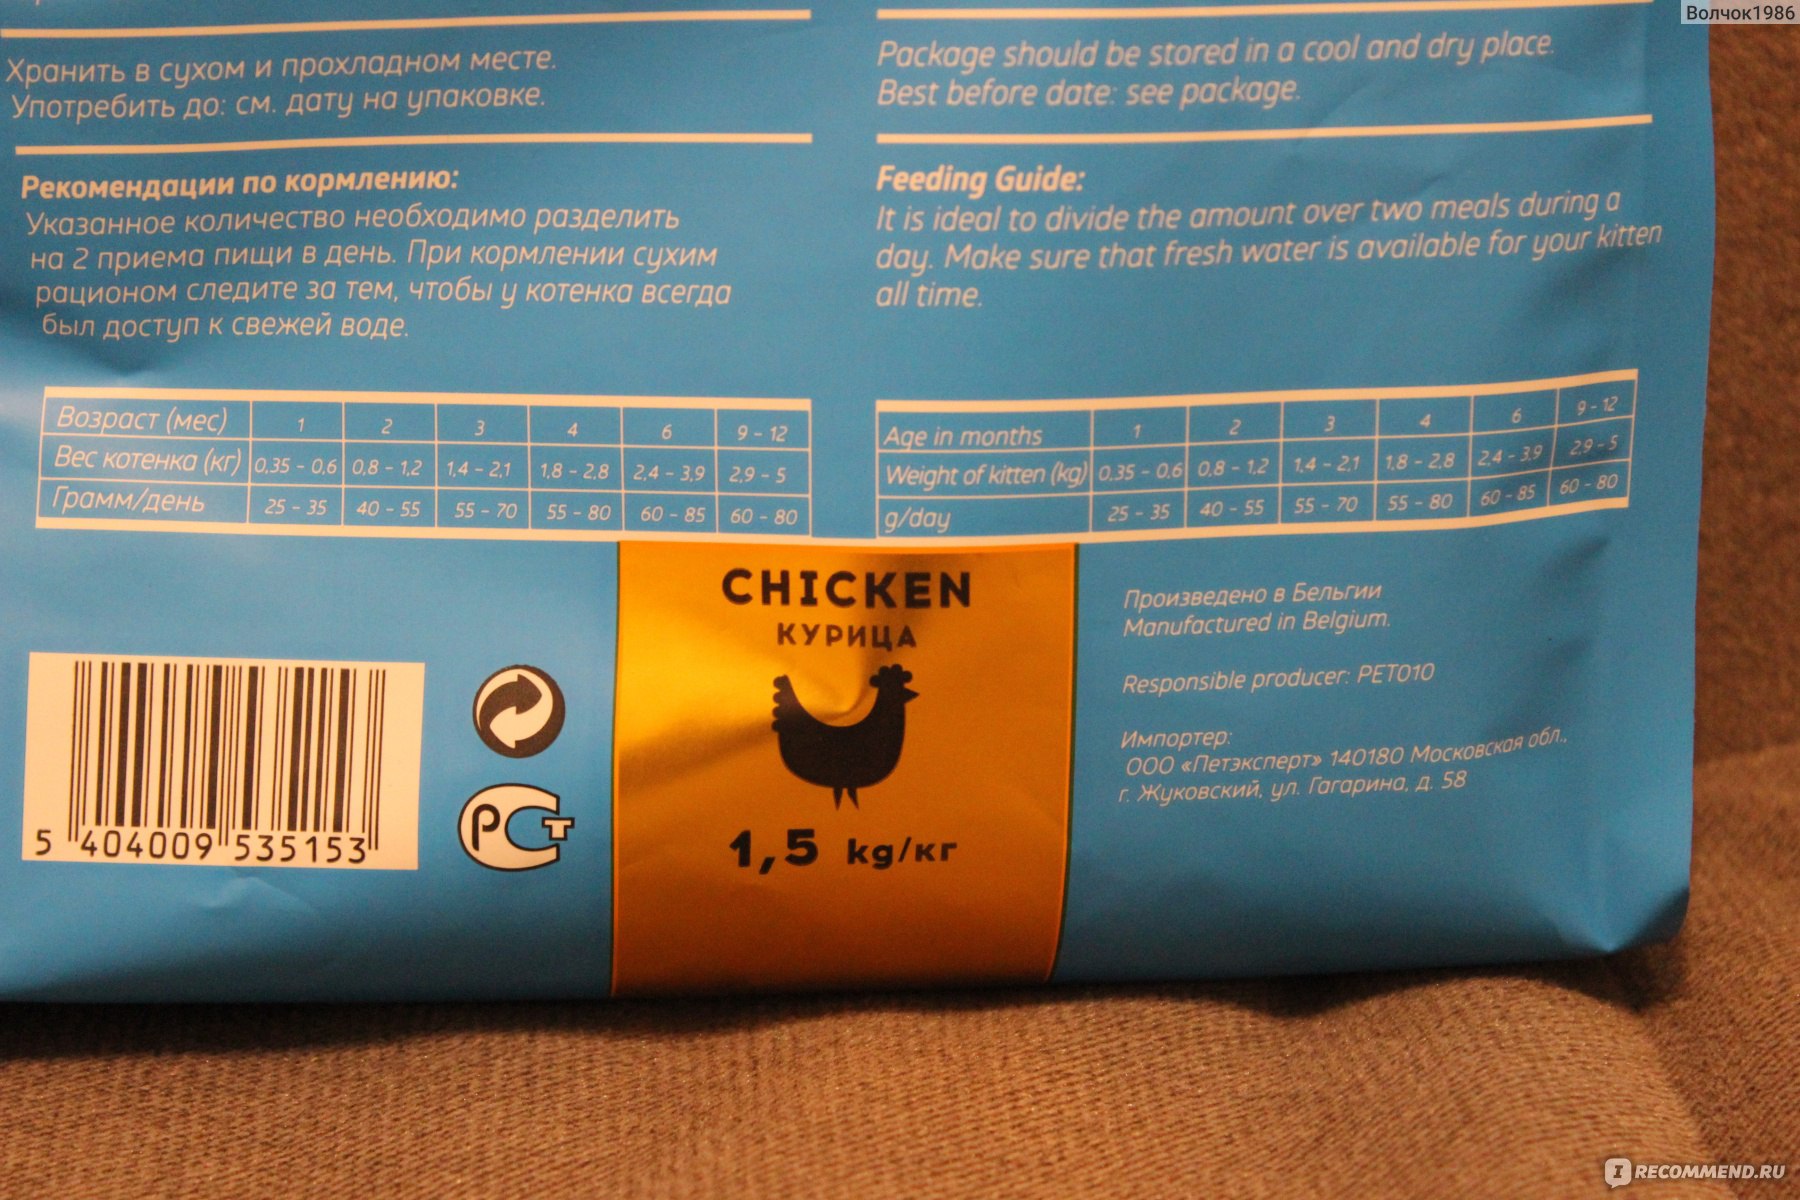 Волчок1986
Хранить в сухом и прохладном месте.
Употребить до: см. дату на упаковке.
Рекомендации по кормлению:
Указанное количество необходимо разделить
на 2 приема пищи в день. При кормлении сухим
рационом следите за тем, чтобы у котенка всегда
был доступ к свежей воде.
Возраст (мес) 1 2 3 4 6 9 - 12
Вес котенка (кг) 0,35 - 0,6 0,8 - 1,2 1,4 - 2,1 1,8 - 2,8 2,4 - 3,9 2,9 - 5
Грамм/день 25 - 35 40 - 55 55 - 70 55 - 80 60 - 85 60 - 80
Package should be stored in a cool and dry place.
Best before date: see package.
Feeding Guide:
It is ideal to divide the amount over two meals during a
day. Make sure that fresh water is available for your kitten
all time.
Age in months 1 2 3 4 6 9 - 12
Weight of kitten (kg) 0.35 - 0.6 0,8 - 1,2 1,4 - 2,1 1,8 - 2.8 2,4 - 3.9 2,9 - 5
g/day 25 - 35 40 - 55 55 - 70 55 - 80 60 - 85 60 - 80
CHICKEN
КУРИЦА
1,5 kg/кг
5 404009 535153
РСТ
Произведено в Бельгии
Manufactured in Belgium.
Responsible producer: PET010
Импортер:
ООО «Петэксперт» 140180 Московская обл.,
г. Жуковский, ул. Гагарина, д. 58
I RECOMMEND.RU